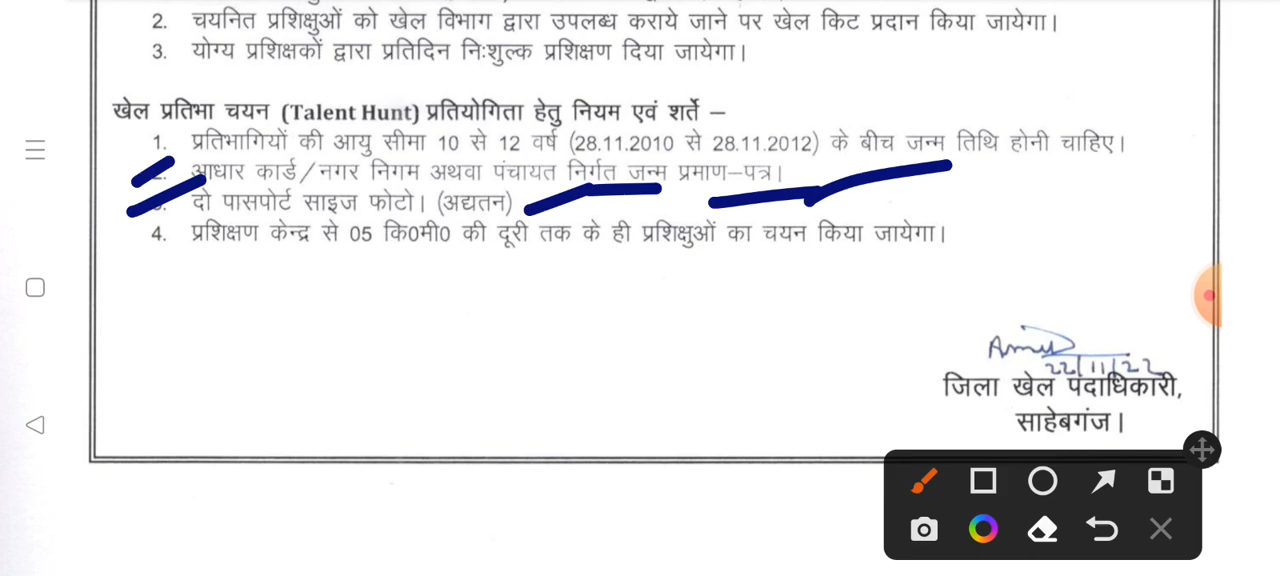 2. चयनित प्रशिक्षुओं को खेल विभाग द्वारा उपलब्ध कराये जाने पर खेल किट प्रदान किया जायेगा।
3. योग्य प्रशिक्षकों द्वारा प्रतिदिन निःशुल्क प्रशिक्षण दिया जायेगा।
खेल प्रतिभा चयन (Talent Hunt) प्रतियोगिता हेतु नियम एवं शर्ते –
1. प्रतिभागियों की आयु सीमा 10 से 12 वर्ष (28.11.2010 से 28.11.2012) के बीच जन्म तिथि होनी चाहिए।
2. आधार कार्ड/नगर निगम अथवा पंचायत निर्गत जन्म प्रमाण–पत्र।
3. दो पासपोर्ट साइज फोटो। (अद्यतन)
4. प्रशिक्षण केन्द्र से 05 कि0मी0 की दूरी तक के ही प्रशिक्षुओं का चयन किया जायेगा।
22/11/22
जिला खेल पदाधिकारी,
साहेबगंज।